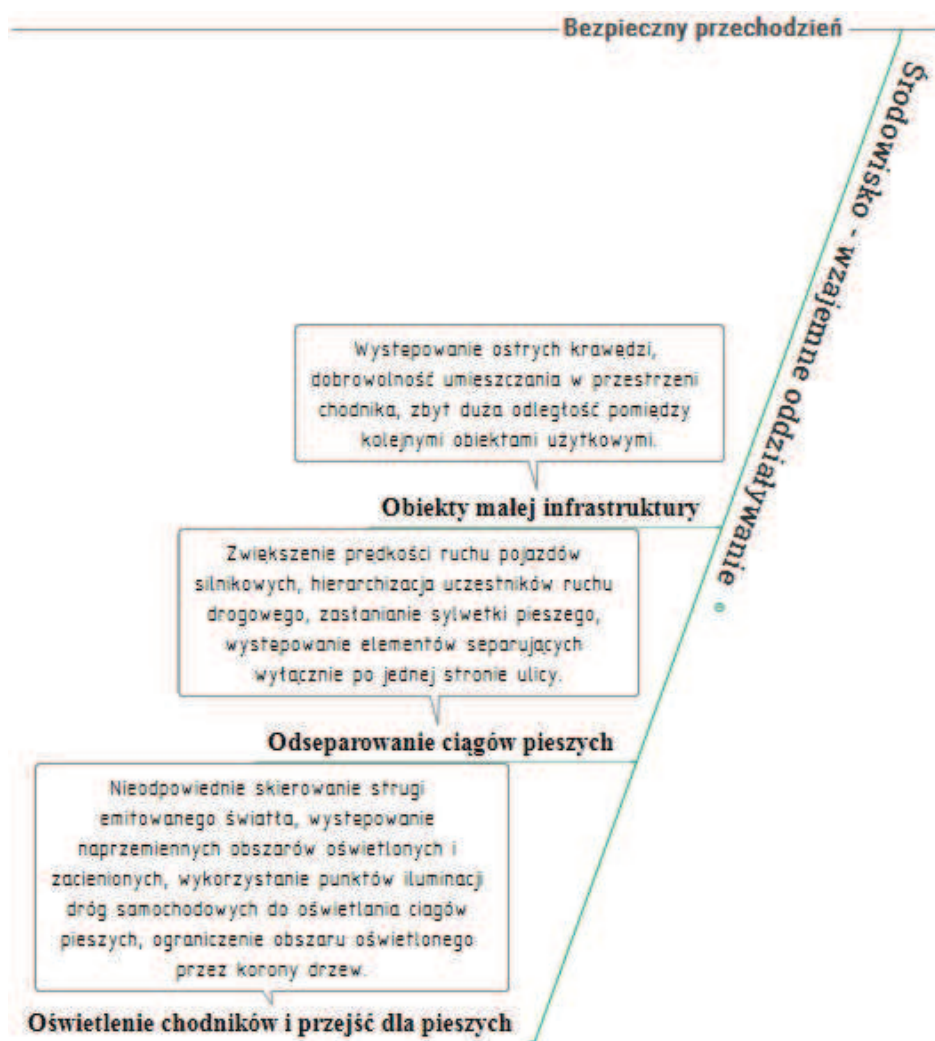 Bezpieczny przechodzień
Środowisko - wzajemne oddziaływanie
Występowanie ostrych krawędzi,
dobrowolność umieszczania w przestrzeni
chodnika, zbyt duża odległość pomiędzy
kolejnymi obiektami użytkowymi.
Obiekty małej infrastruktury
Zwiększenie prędkości ruchu pojazdów
silnikowych, hierarchizacja uczestników ruchu
drogowego, zasłanianie sylwetki pieszego,
występowanie elementów separujących
wyłącznie po jednej stronie ulicy.
Odseparowanie ciągów pieszych
Nieodpowiednie skierowanie strugi
emitowanego światła, występowanie
naprzemiennych obszarów oświetlonych i
zacienionych, wykorzystanie punktów iluminacji
dróg samochodowych do oświetlania ciągów
pieszych, ograniczenie obszaru oświetlonego
przez korony drzew.
Oświetlenie chodników i przejść dla pieszych